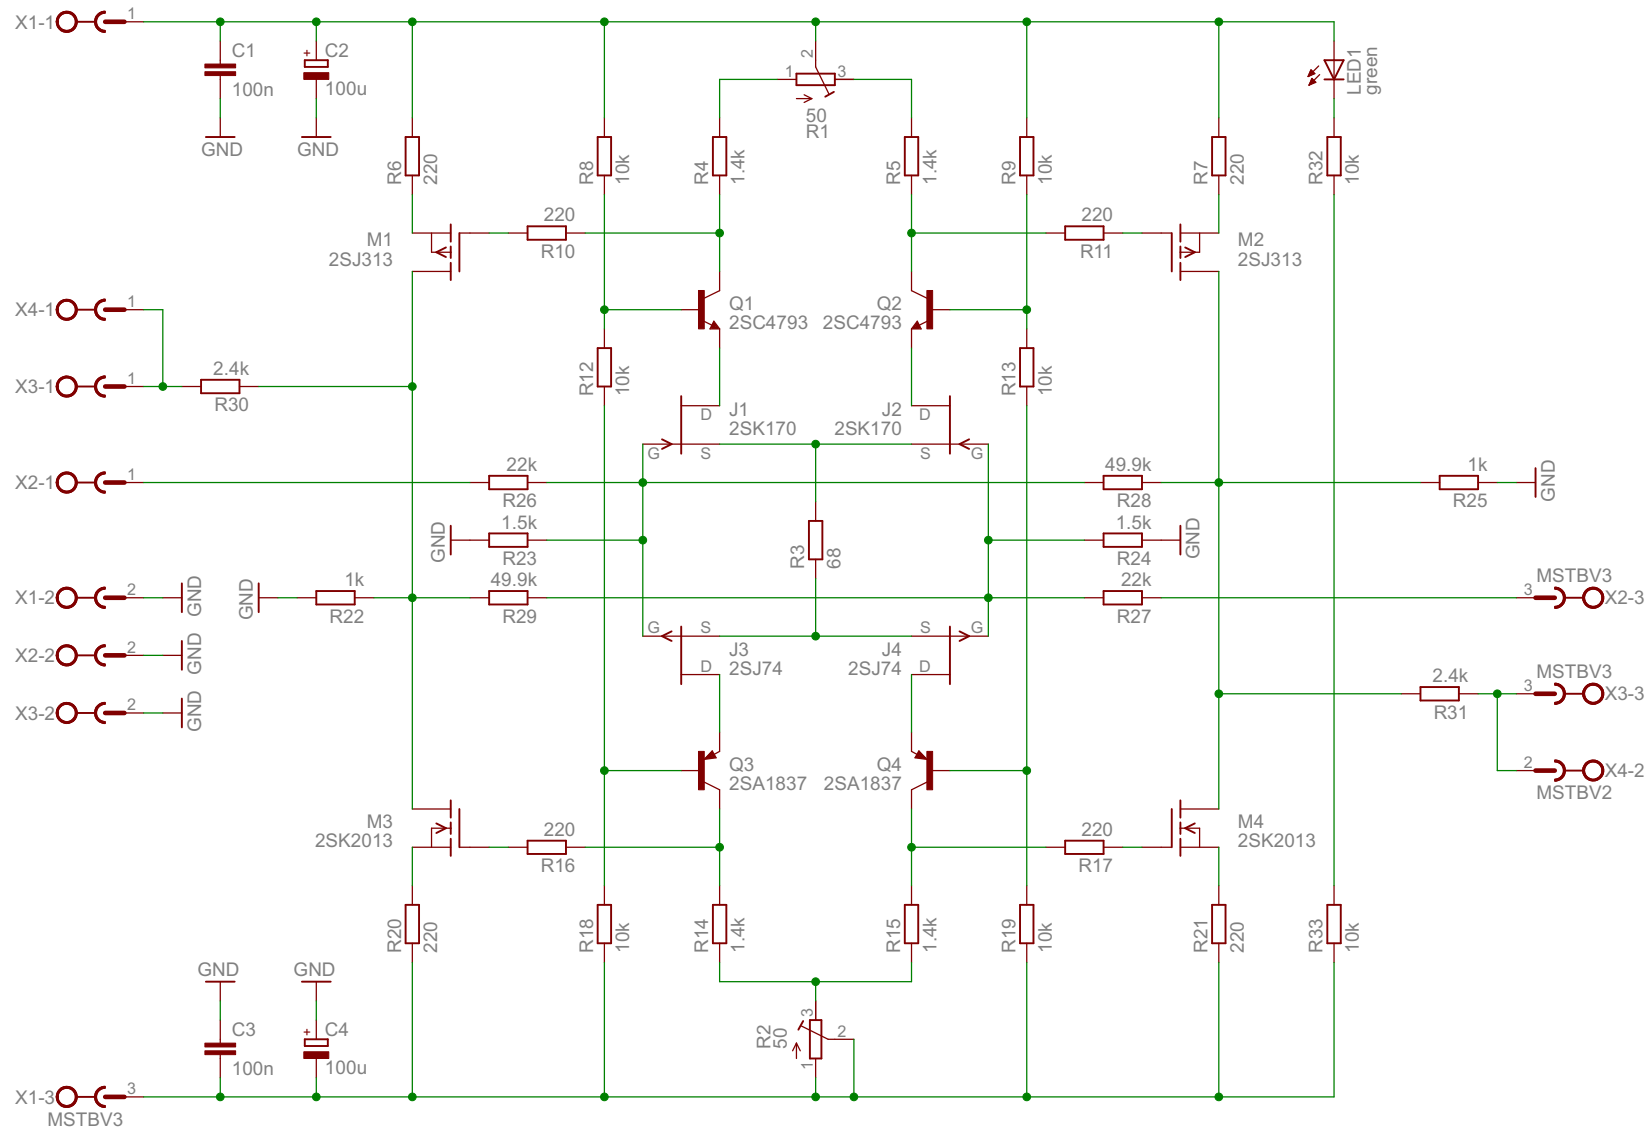 X1-1
1
C1
100n
GND
+
C2
100u
GND
1
2
3
50
R1
LED1
green
R6
220
R8
10k
R4
1.4k
R5
1.4k
R9
10k
R7
220
R32
10k
M1
2SJ313
220
R10
220
R11
M2
2SJ313
X4-1
1
Q1
2SC4793
Q2
2SC4793
X3-1
1
2.4k
R30
R12
10k
R13
10k
D
J1
2SK170
G
S
J2
2SK170
D
S
G
X2-1
1
22k
R26
49.9k
R28
1k
R25
GND
GND
1.5k
R23
R3
68
1.5k
R24
GND
X1-2
2
GND
GND
1k
R22
49.9k
R29
22k
R27
MSTBV3
3
X2-3
X2-2
2
GND
G
S
J3
2SJ74
D
S
G
J4
2SJ74
D
X3-2
2
GND
2.4k
R31
MSTBV3
3
X3-3
2
X4-2
MSTBV2
Q3
2SA1837
Q4
2SA1837
M3
2SK2013
220
R16
220
R17
M4
2SK2013
R20
220
R18
10k
R14
1.4k
R15
1.4k
R19
10k
R21
220
R33
10k
GND
C3
100n
GND
+
C4
100u
R2
50
3
2
1
X1-3
3
MSTBV3